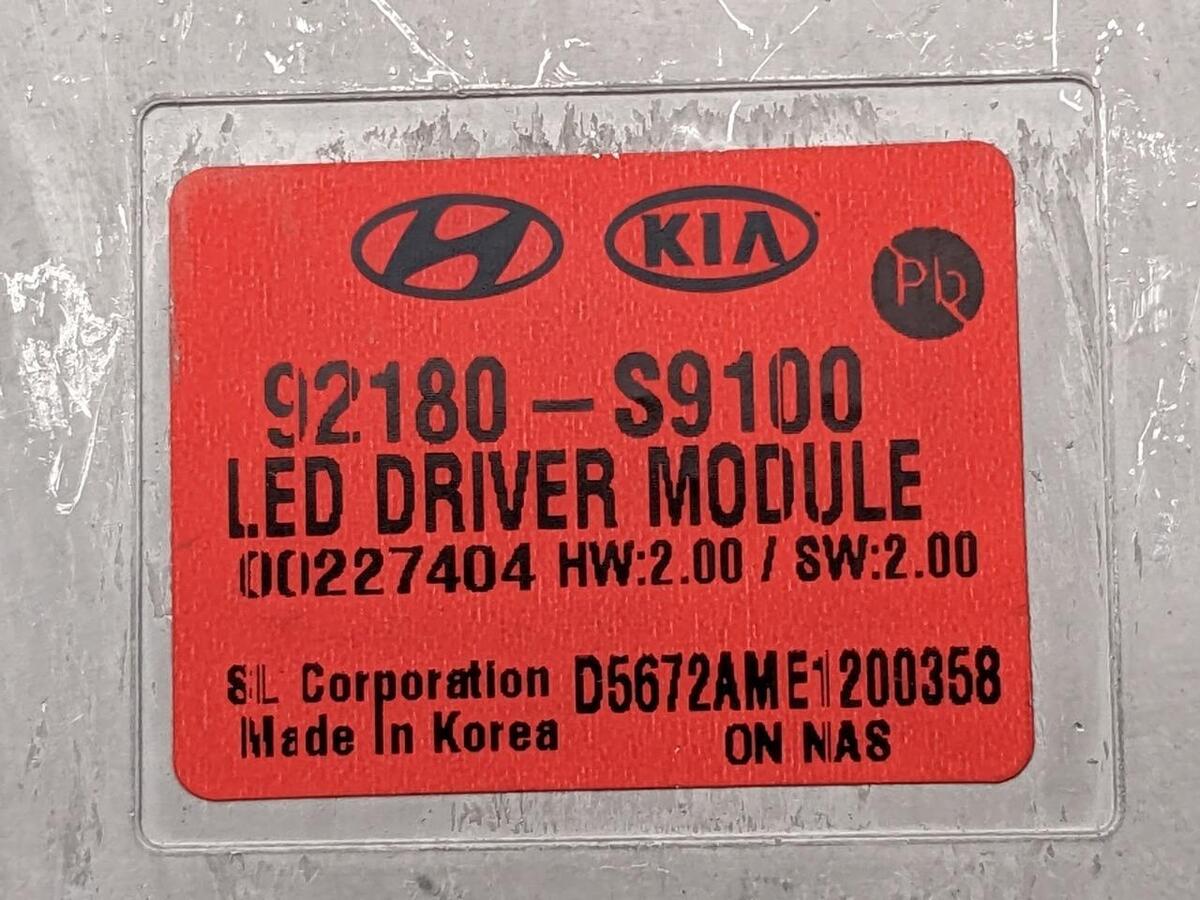 KIA
Pb
92180-S9100
LED DRIVER MODULE
00227404 HW:2.00 / SW:2.00
SL Corporation D5672AME1200358
Made In Korea ON NAS